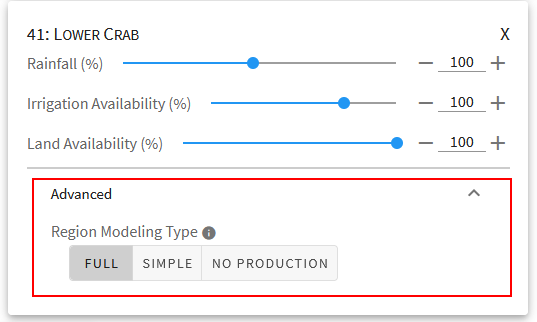 41: LOWER CRAB X
Rainfall (%) — 100 +
Irrigation Availability (%) — 100 +
Land Availability (%) — 100 +
Advanced
Region Modeling Type i
FULL SIMPLE NO PRODUCTION